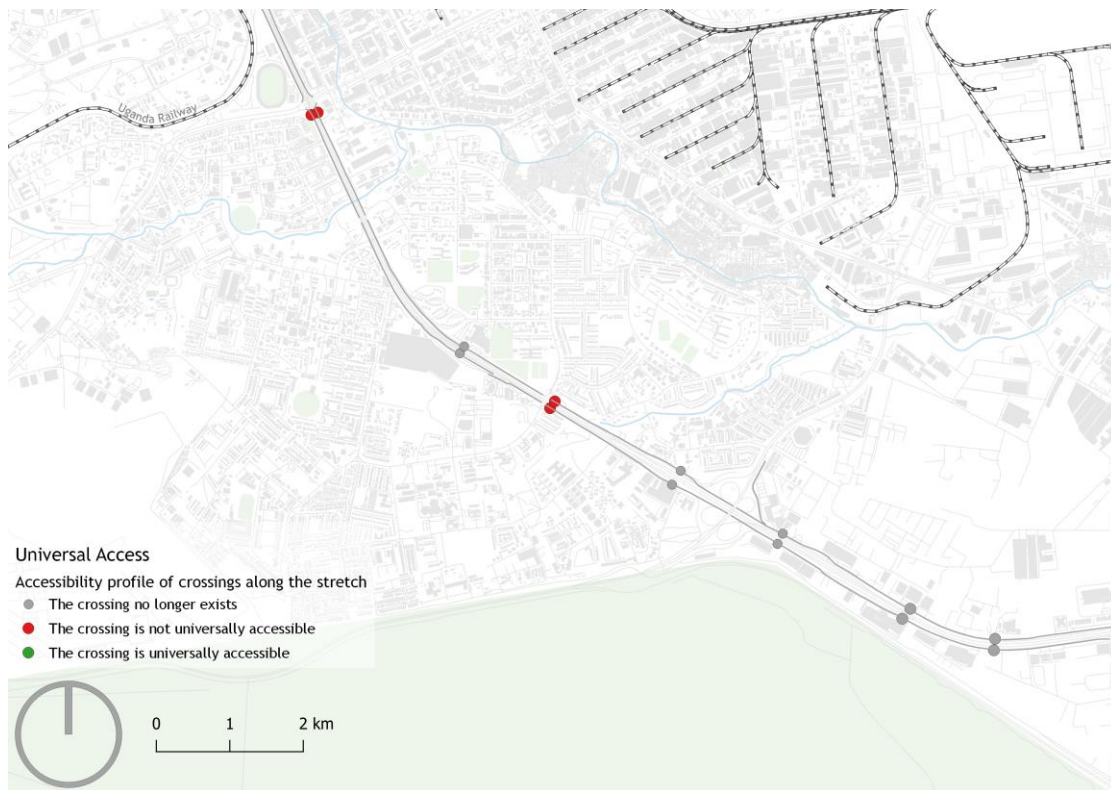 Uganda Railway
Universal Access
Accessibility profile of crossings along the stretch
The crossing no longer exists
The crossing is not universally accessible
The crossing is universally accessible
0 1 2 km